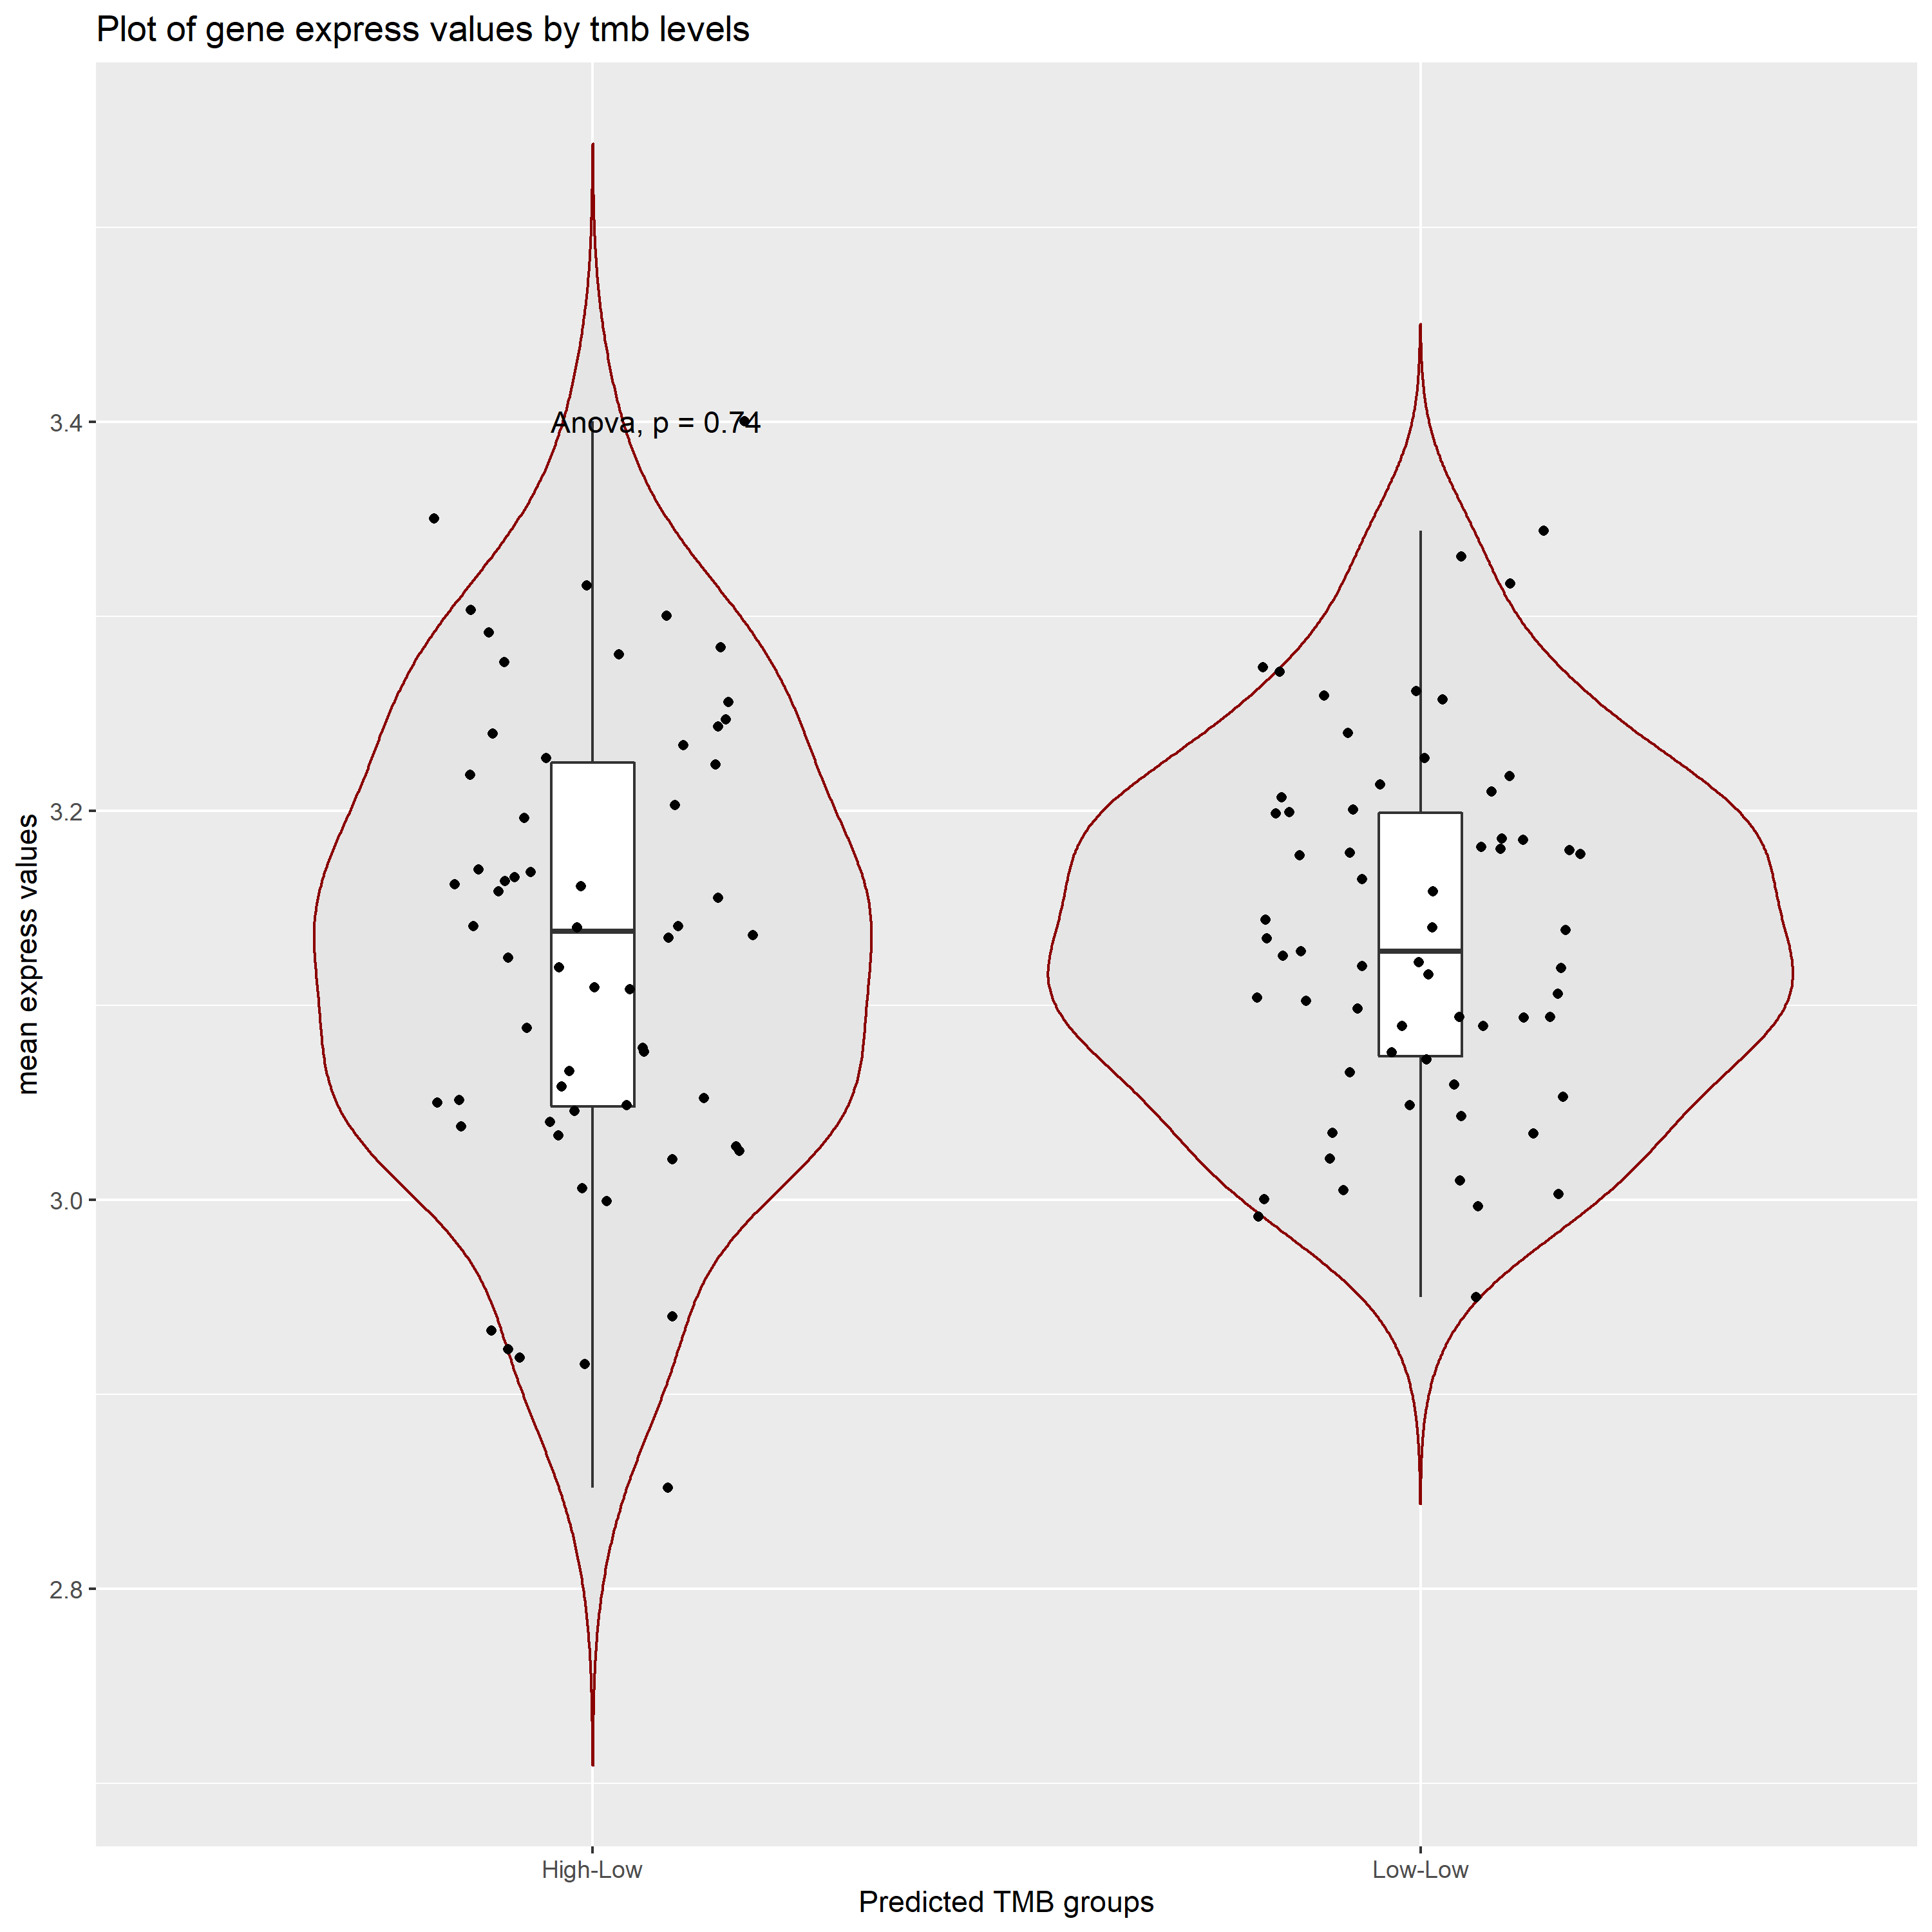 Plot of gene express values by tmb levels
mean express values
3.4
3.2
3.0
2.8
Anova, p = 0.74
High-Low
Low-Low
Predicted TMB groups